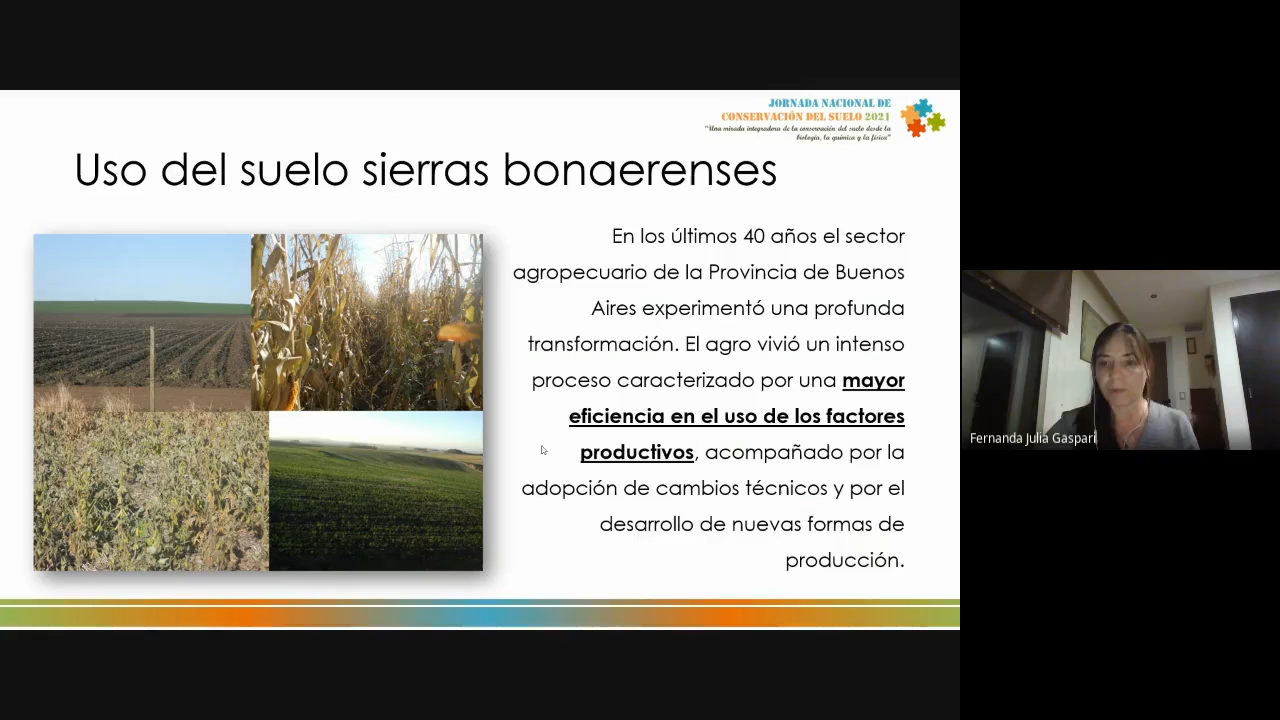 JORNADA NACIONAL DE
CONSERVACIÓN DEL SUELO 2021
"Una mirada integradora de la conservación del suelo desde la
biología, la química y la física"
Uso del suelo sierras bonaerenses
En los últimos 40 años el sector
agropecuario de la Provincia de Buenos
Aires experimentó una profunda
transformación. El agro vivió un intenso
proceso caracterizado por una mayor
eficiencia en el uso de los factores
productivos, acompañado por la
adopción de cambios técnicos y por el
desarrollo de nuevas formas de
producción.
Fernanda Julia Gaspari